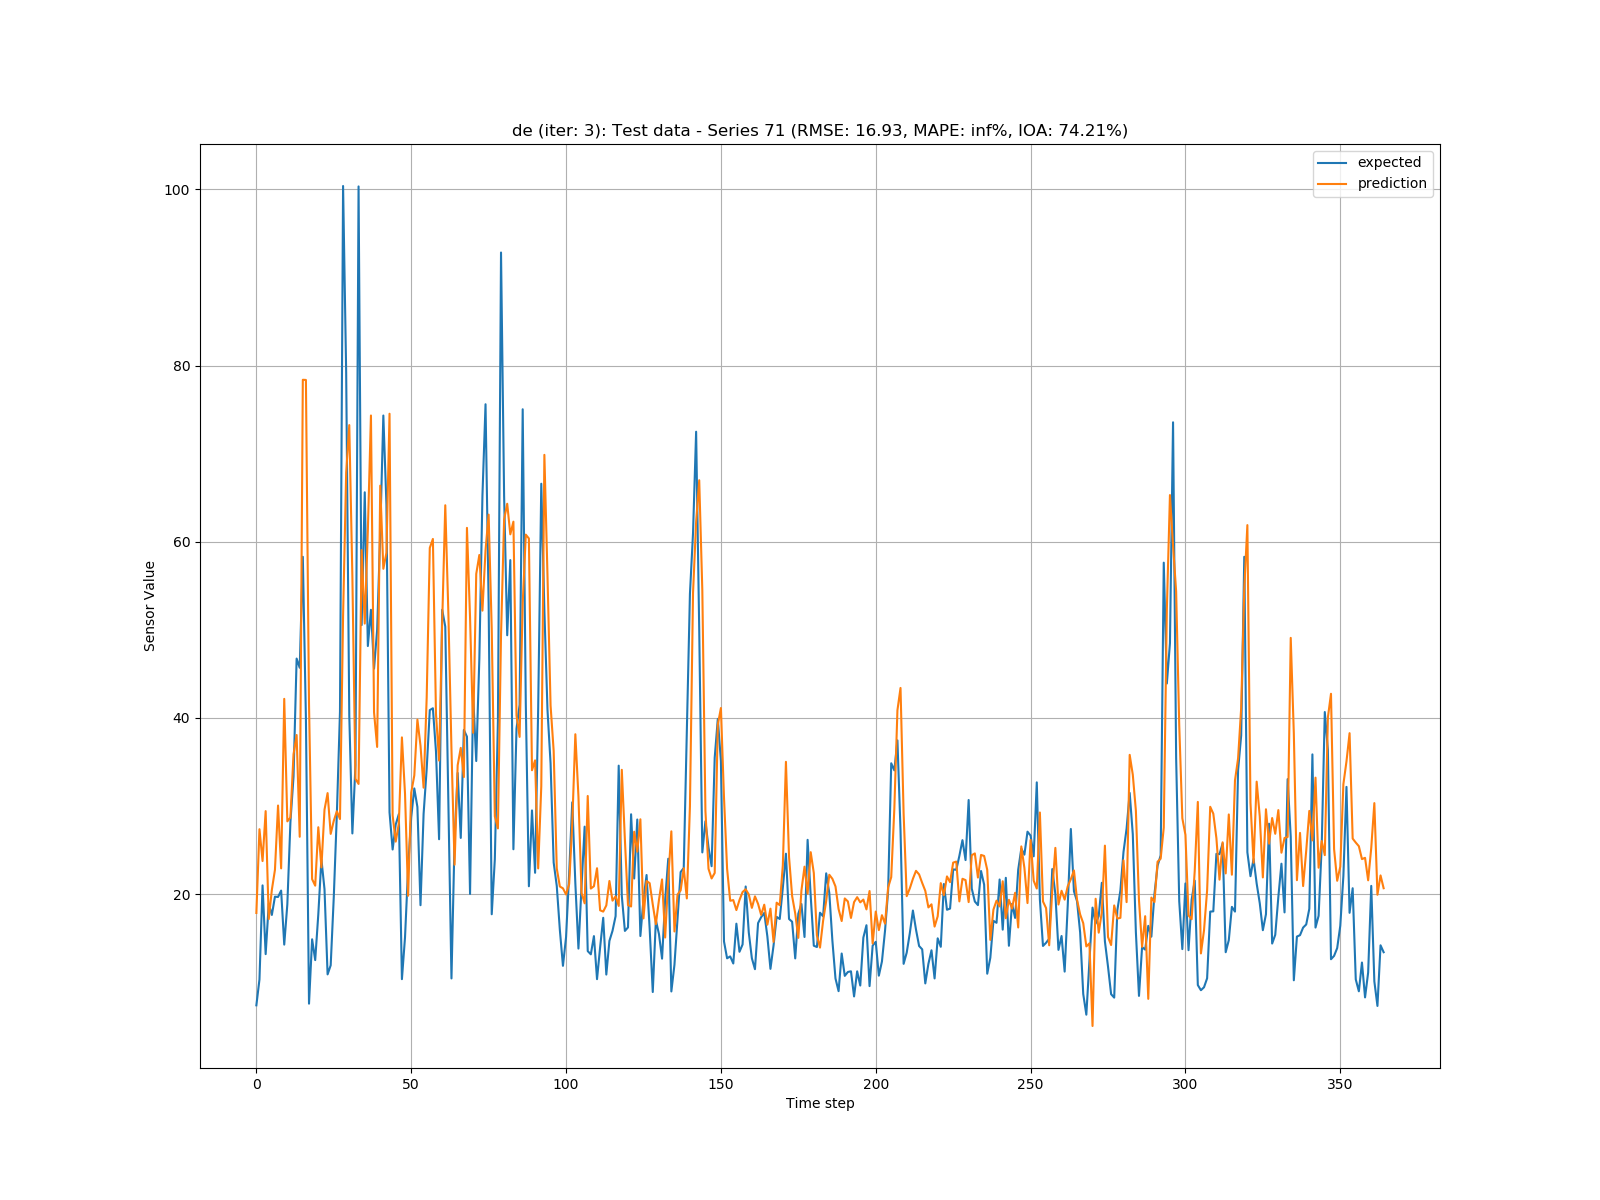 de (iter: 3): Test data - Series 71 (RMSE: 16.93, MAPE: inf%, IOA: 74.21%)
expected
prediction
100
80
60
40
20
Sensor Value
0 50 100 150 200 250 300 350
Time step